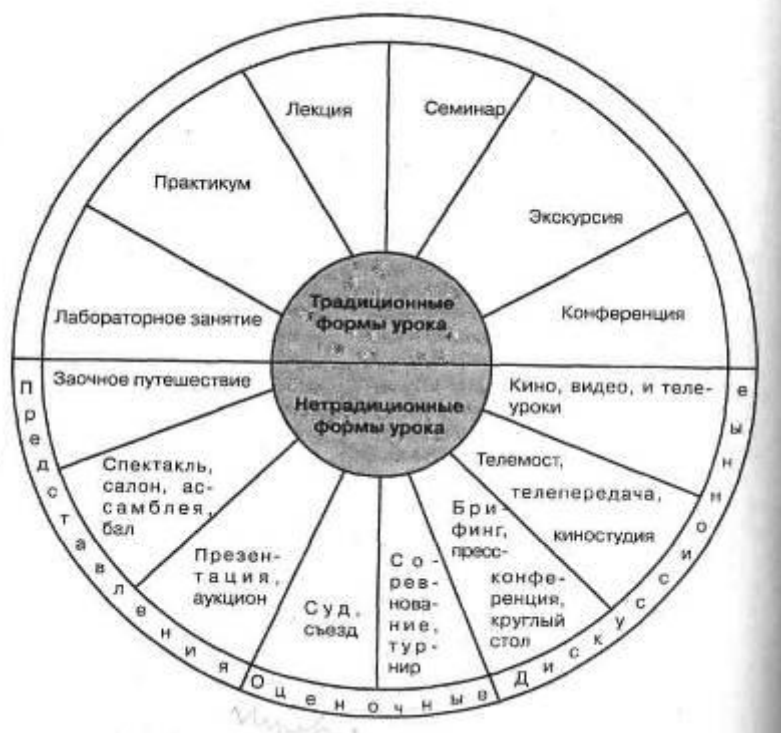 Лекция
Семинар
Практикум
Экскурсия
Лабораторное занятие
Конференция
Традиционные
формы урока
Нетрадиционные
формы урока
Заочное путешествие
Кино, видео, и теле-
уроки
Спектакль,
салон, ас-
самблея,
бал
Телемост,
телепередача,
киностудия
Презен-
тация,
аукцион
Суд,
съезд
Со-
рев-
нова-
ние,
тур-
нир
Бри-
финг,
пресс-
конфе-
ренция,
круглый
стол
Представления
Оценочные
Дискуссионные